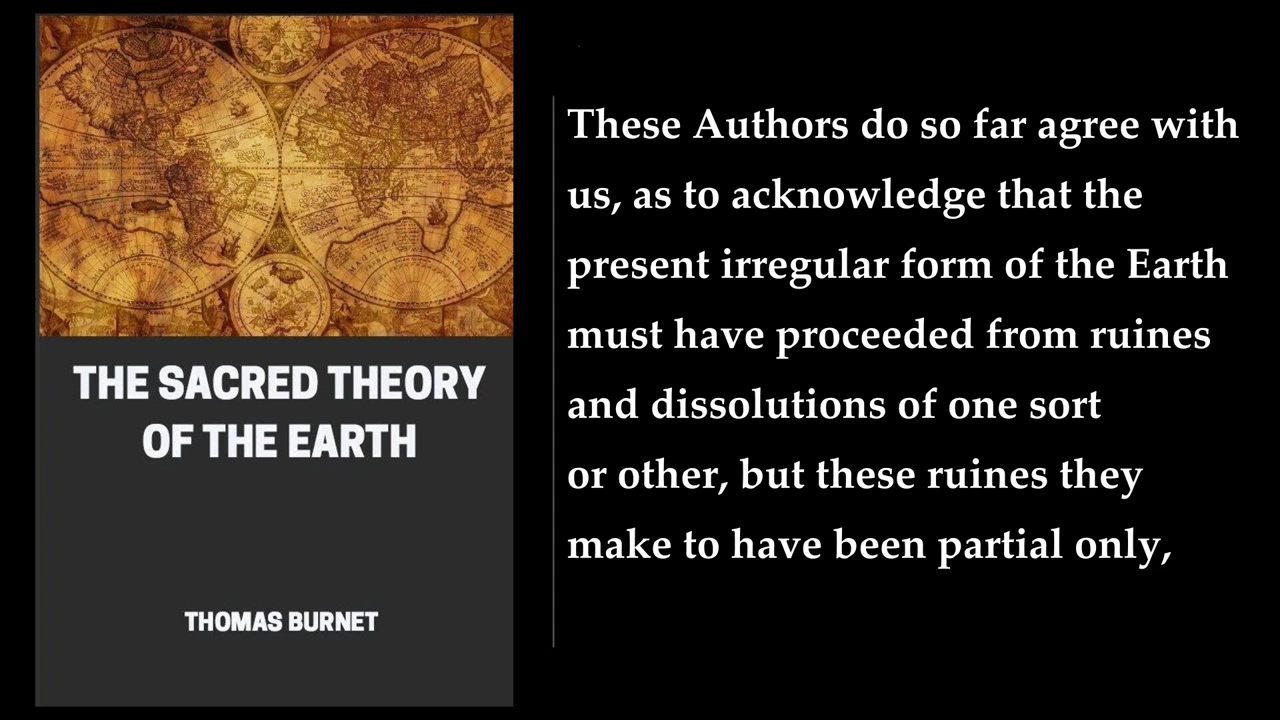 THE SACRED THEORY
OF THE EARTH
THOMAS BURNET
These Authors do so far agree with
us, as to acknowledge that the
present irregular form of the Earth
must have proceeded from ruines
and dissolutions of one sort
or other, but these ruines they
make to have been partial only,